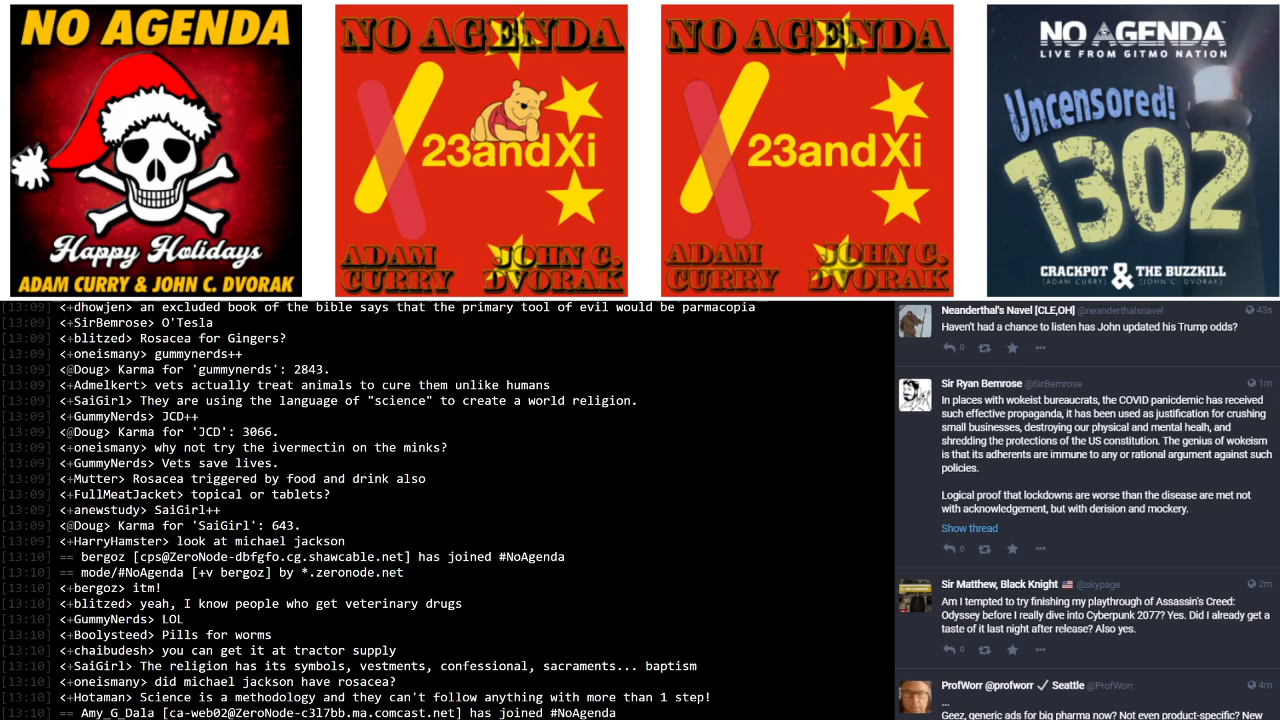 NO AGENDA
Happy Holidays
ADAM CURRY & JOHN C. DVORAK
NO AGENDA
23andXi
ADAM CURRY
JOHN C. DVORAK
NO AGENDA
23andXi
ADAM CURRY
JOHN C. DVORAK
NO AGENDA
LIVE FROM GITMO NATION
Uncensored!
1302
CRACKPOT & THE BUZZKILL
[ADAM CURRY] [JOHN C. DVORAK]
[13:09] <+dhowjen> an excluded book of the bible says that the primary tool of evil would be parmacopia
[13:09] <+SirBemrose> O'Tesla
[13:09] <+blitzed> Rosacea for Gingers?
[13:09] <+oneismany> gummynerds++
[13:09] <@Doug> Karma for 'gummynerds': 2843.
[13:09] <+Admelkert> vets actually treat animals to cure them unlike humans
[13:09] <+SaiGirl> They are using the language of "science" to create a world religion.
[13:09] <+GummyNerds> JCD++
[13:09] <@Doug> Karma for 'JCD': 3066.
[13:09] <+oneismany> why not try the ivermectin on the minks?
[13:09] <+GummyNerds> Vets save lives.
[13:09] <+Mutter> Rosacea triggered by food and drink also
[13:09] <+FullMeatJacket> topical or tablets?
[13:09] <+anewstudy> SaiGirl++
[13:09] <@Doug> Karma for 'SaiGirl': 643.
[13:09] <+HarryHamster> look at michael jackson
[13:10] == bergoz [cps@ZeroNode-dbfgfo.cg.shawcable.net] has joined #NoAgenda
[13:10] == mode/#NoAgenda [+v bergoz] by *.zeronode.net
[13:10] <+bergoz> itm!
[13:10] <+blitzed> yeah, I know people who get veterinary drugs
[13:10] <+GummyNerds> LOL
[13:10] <+Boolysteed> Pills for worms
[13:10] <+chaibudesh> you can get it at tractor supply
[13:10] <+SaiGirl> The religion has its symbols, vestments, confessional, sacraments... baptism
[13:10] <+oneismany> did michael jackson have rosacea?
[13:10] <+Hotaman> Science is a methodology and they can't follow anything with more than 1 step!
[13:10] == Amy_G_Dala [ca-web02@ZeroNode-c3l7bb.ma.comcast.net] has joined #NoAgenda
Neanderthal's Navel [CLE,OH] @neanderthalsnavel 43s
Haven't had a chance to listen has John updated his Trump odds?
0
Sir Ryan Bemrose @SirBemrose 1m
In places with wokeist bureaucrats, the COVID panicdemic has received
such effective propaganda, it has been used as justification for crushing
small businesses, destroying our physical and mental healh, and
shredding the protections of the US constitution. The genius of wokeism
is that its adherents are immune to any or rational argument against such
policies.
Logical proof that lockdowns are worse than the disease are met not
with acknowledgement, but with derision and mockery.
Show thread
0
Sir Matthew, Black Knight 🇺🇸 @skypage 2m
Am I tempted to try finishing my playthrough of Assassin's Creed:
Odyssey before I really dive into Cyberpunk 2077? Yes. Did I already get a
taste of it last night after release? Also yes.
0
ProfWorr @profworr ✓ Seattle @ProfWorr 4m
...
Geez, generic ads for big pharma now? Not even product-specific? New